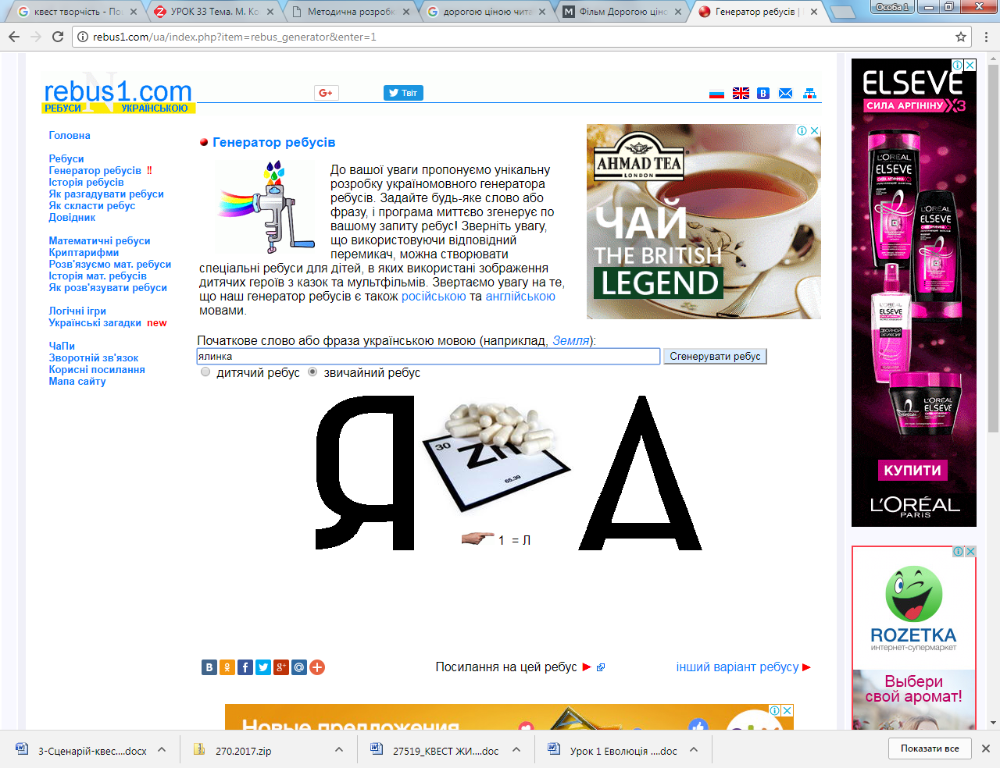 квест творчість - Пош
УРОК 33 Тема. М. Ко
Методична розробк
дорогою ціною чита
Фільм Дорогою ціно
Генератор ребусів |
Особа 1
rebus1.com/ua/index.php?item=rebus_generator&enter=1
rebus1.com
РЕБУСИ УКРАЇНСЬКОЮ
G+
Твіт
Головна
Ребуси
Генератор ребусів !!
Історія ребусів
Як разгадувати ребуси
Як скласти ребус
Довідник
Математичні ребуси
Криптарифми
Розв'язуємо мат. ребуси
Історія мат. ребусів
Як розв'язувати ребуси
Логічні ігри
Українські загадки new
ЧаПи
Зворотній зв'язок
Корисні посилання
Мапа сайту
Генератор ребусів
До вашої уваги пропонуємо унікальну
розробку україномовного генератора
ребусів. Задайте будь-яке слово або
фразу, і програма миттєво згенерує по
вашому запиту ребус! Зверніть увагу,
що використовуючи відповідний
перемикач, можна створювати
спеціальні ребуси для дітей, в яких використані зображення
дитячих героїв з казок та мультфільмів. Звертаємо увагу на те,
що наш генератор ребусів є також російською та англійською
мовами.
AHMAD TEA
LONDON
ЧАЙ
THE BRITISH
LEGEND
Початкове слово або фраза українською мовою (наприклад, Земля):
ялинка
Сгенерувати ребус
дитячий ребус звичайний ребус
Я
30
Zn
65,39
1 = Л
А
Посилання на цей ребус
інший варіант ребусу
Новые предложения
ELSEVE
СИЛА АРГІНІНУ X3
L'ORÉAL
ELSEVE
L'ORÉAL
ELSEVE
ELSEVE
ELSEVE
КУПИТИ
L'ORÉAL
PARIS
ROZETKA
интернет-супермаркет
Выбери
свой аромат!
3-Сценарій-квес....docx
270.2017.zip
27519_КВЕСТ ЖИ....doc
Урок 1 Еволюція ....doc
Показати все